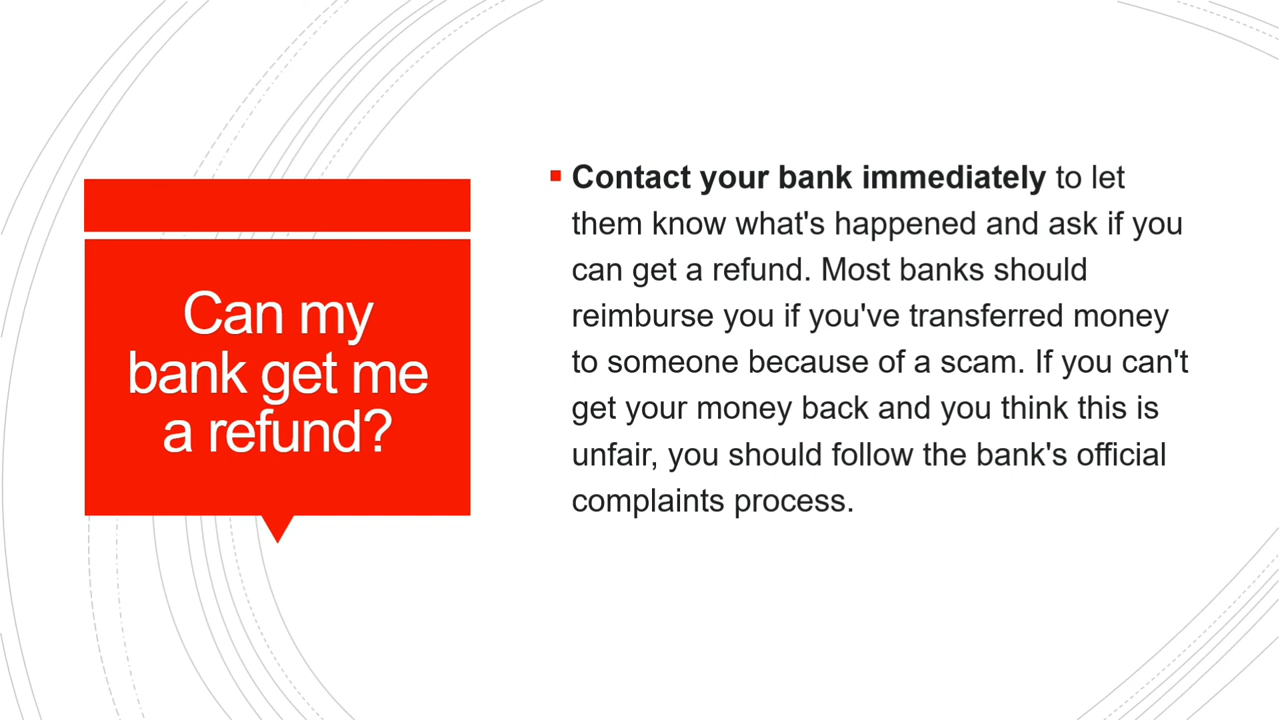 Can my
bank get me
a refund?
Contact your bank immediately to let
them know what's happened and ask if you
can get a refund. Most banks should
reimburse you if you've transferred money
to someone because of a scam. If you can't
get your money back and you think this is
unfair, you should follow the bank's official
complaints process.